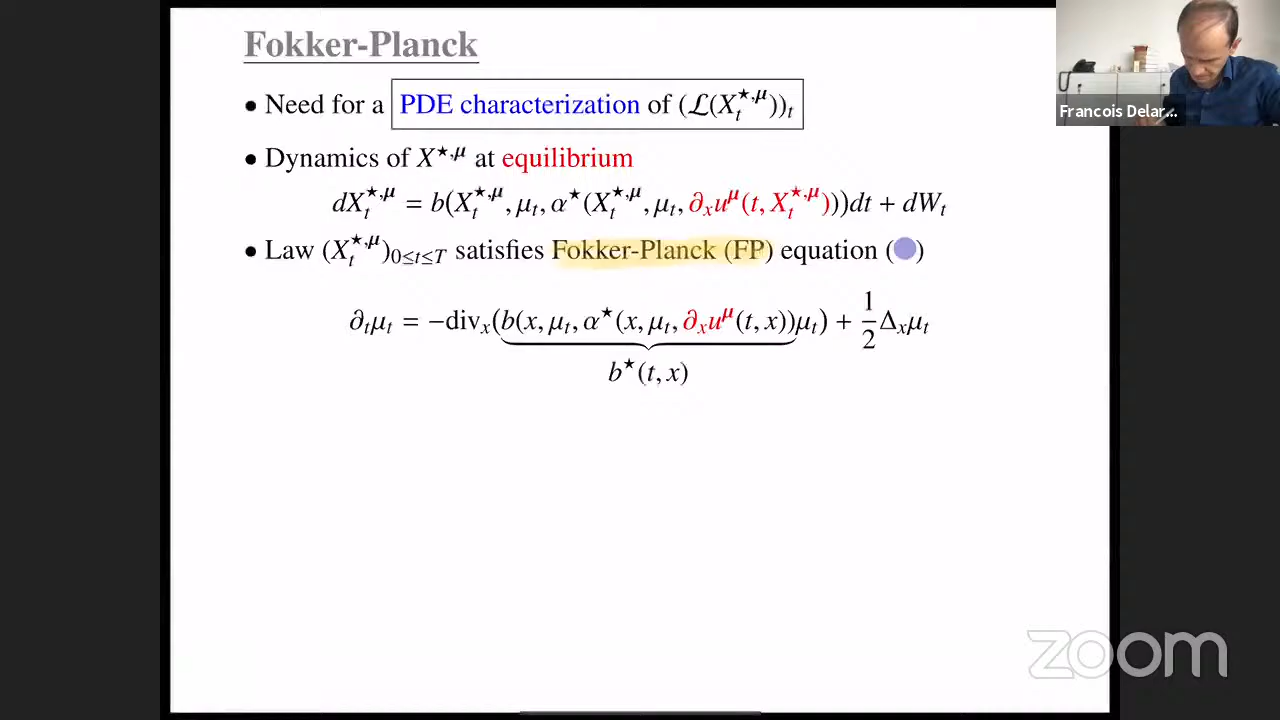 Fokker-Planck
• Need for a PDE characterization of (ℒ(X_t^{★,μ}))_t
• Dynamics of X^{★,μ} at equilibrium
dX_t^{★,μ} = b(X_t^{★,μ}, μ_t, α^★(X_t^{★,μ}, μ_t, ∂_x u^μ(t, X_t^{★,μ})))dt + dW_t
• Law (X_t^{★,μ})_{0≤t≤T} satisfies Fokker-Planck (FP) equation ( )
∂_t μ_t = −div_x(b(x, μ_t, α^★(x, μ_t, ∂_x u^μ(t, x))μ_t) + 1/2 Δ_x μ_t
b^★(t, x)
Francois Delar...
zoom